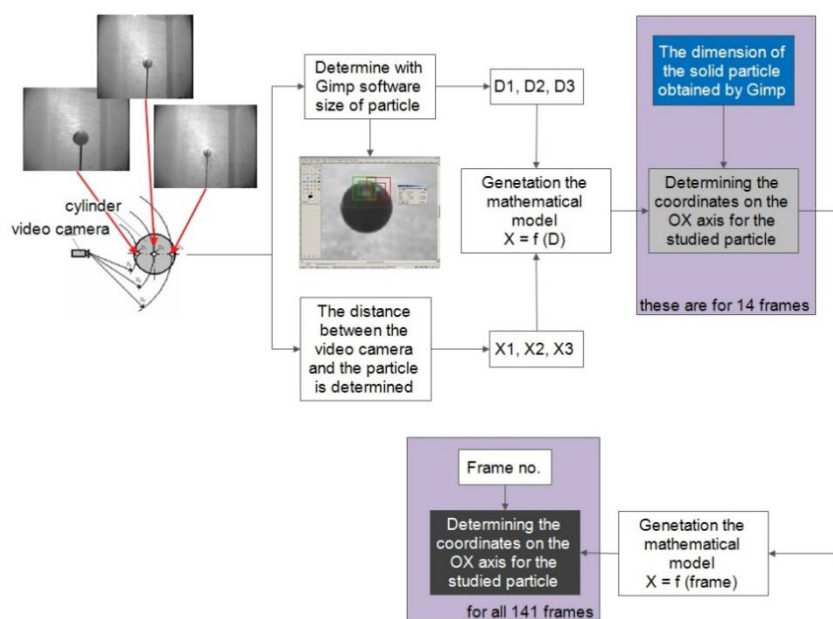 Determine with
Gimp software
size of particle
D1, D2, D3
The dimension of
the solid particle
obtained by Gimp
cylinder
video camera
Genetation the
mathematical
model
X = f (D)
Determining the
coordinates on the
OX axis for the
studied particle
these are for 14 frames
The distance
between the
video camera
and the particle
is determined
X1, X2, X3
Frame no.
Determining the
coordinates on the
OX axis for the
studied particle
for all 141 frames
Genetation the
mathematical
model
X = f (frame)